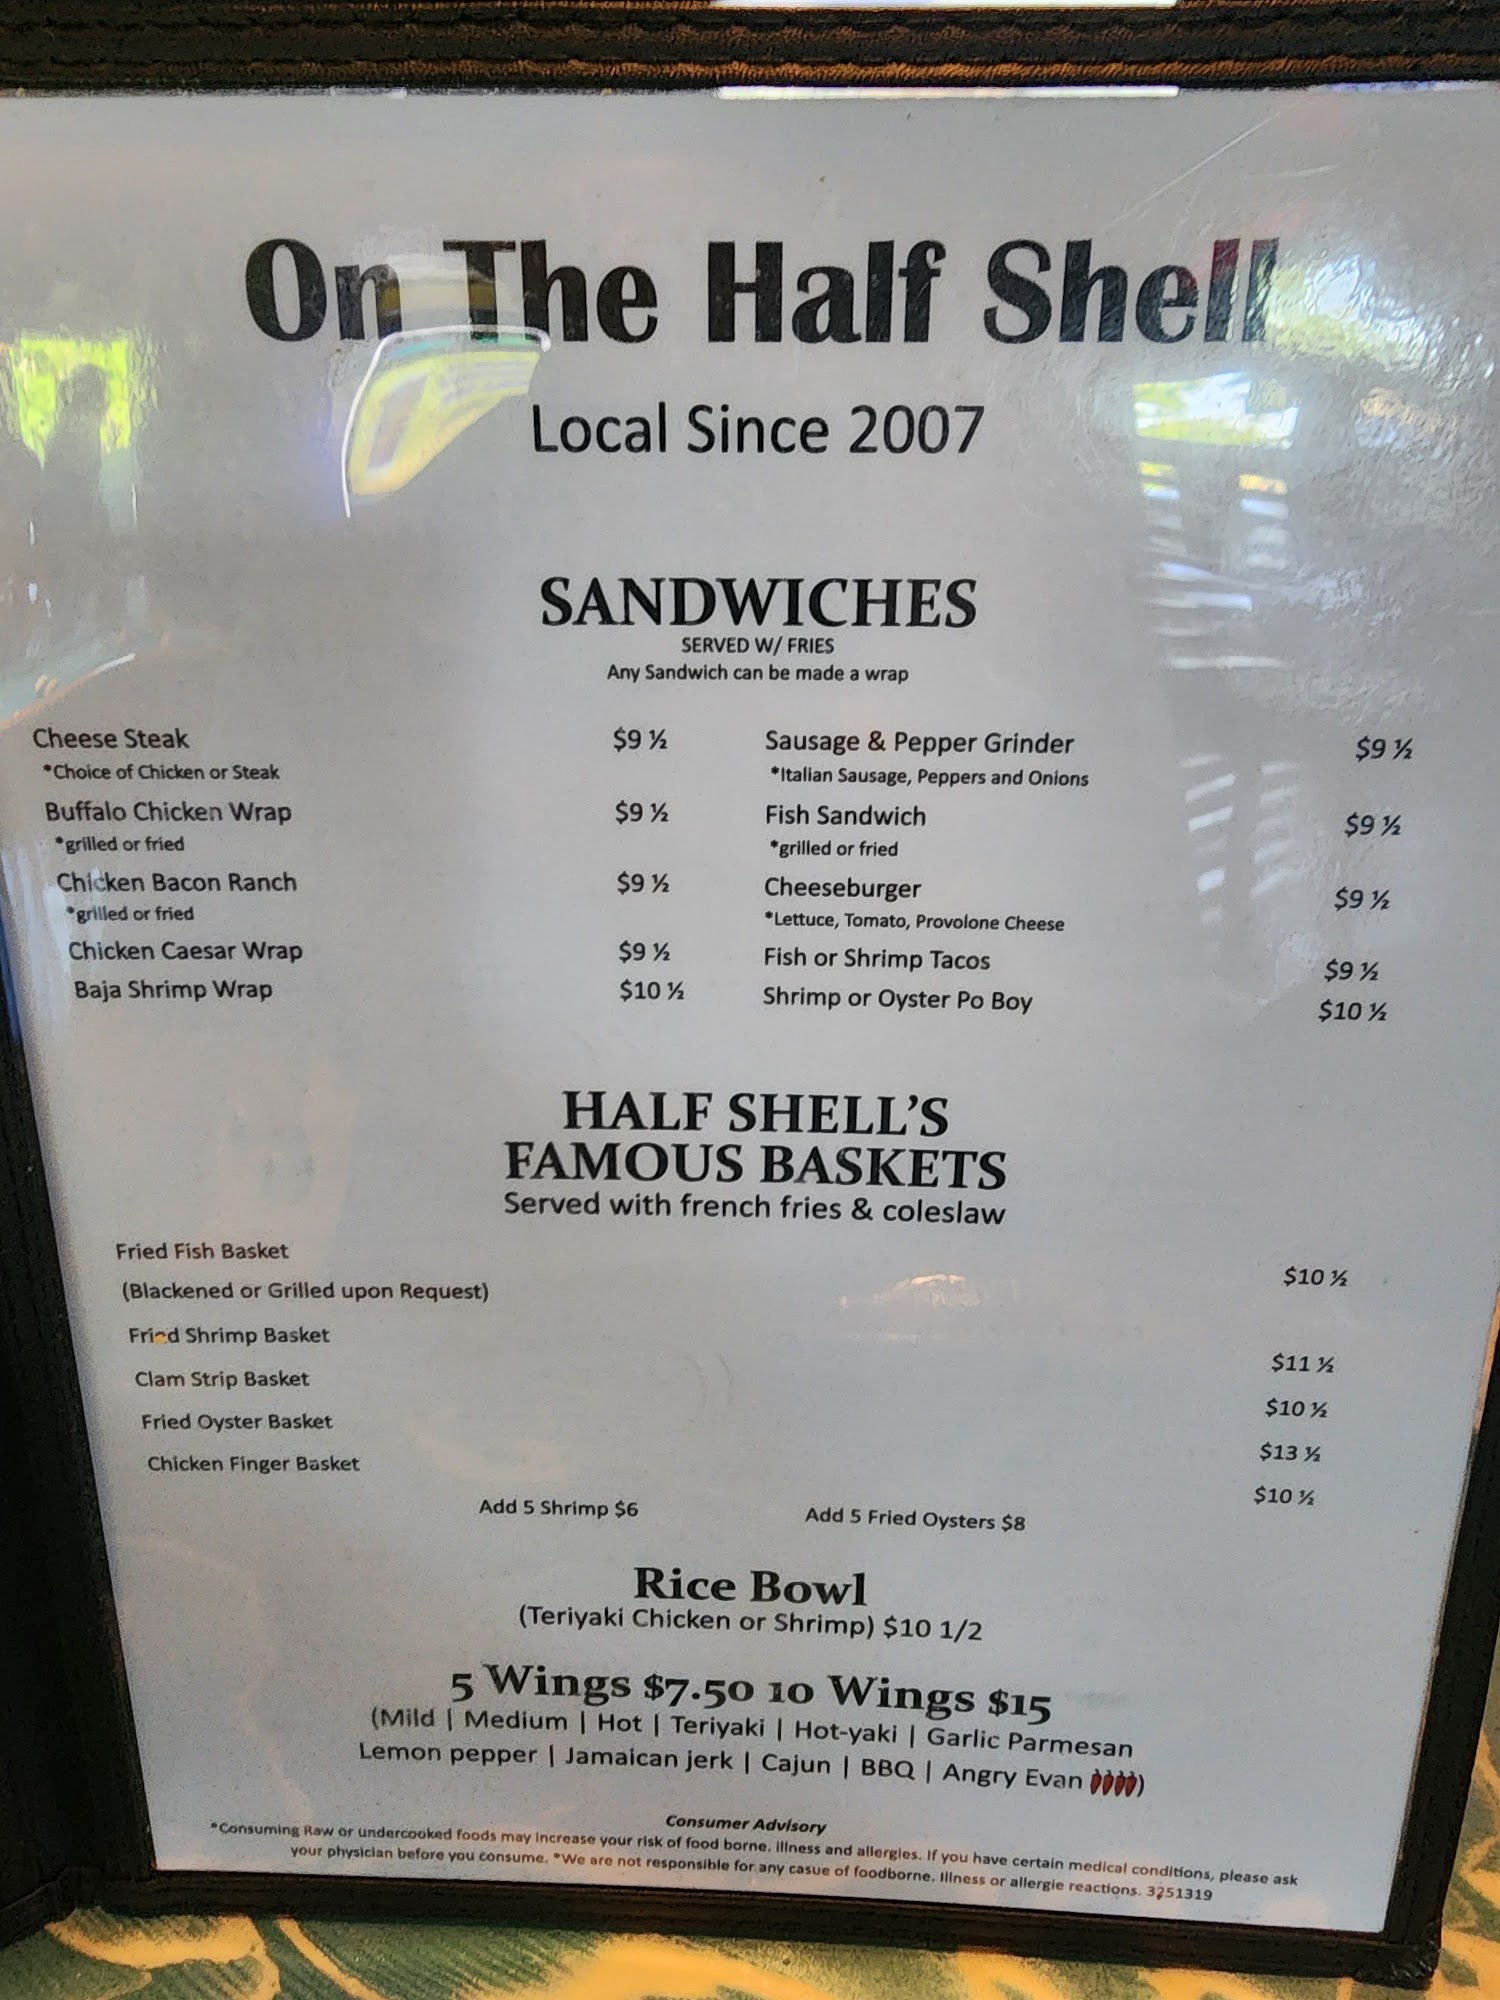 On The Half Shell
Local Since 2007
SANDWICHES
SERVED W/ FRIES
Any Sandwich can be made a wrap
Cheese Steak $9 ½
*Choice of Chicken or Steak
Buffalo Chicken Wrap $9 ½
*grilled or fried
Chicken Bacon Ranch $9 ½
*grilled or fried
Chicken Caesar Wrap $9 ½
Baja Shrimp Wrap $10 ½
Sausage & Pepper Grinder $9 ½
*Italian Sausage, Peppers and Onions
Fish Sandwich $9 ½
*grilled or fried
Cheeseburger $9 ½
*Lettuce, Tomato, Provolone Cheese
Fish or Shrimp Tacos $9 ½
Shrimp or Oyster Po Boy $10 ½
HALF SHELL'S
FAMOUS BASKETS
Served with french fries & coleslaw
Fried Fish Basket $10 ½
(Blackened or Grilled upon Request)
Fried Shrimp Basket $11 ½
Clam Strip Basket $10 ½
Fried Oyster Basket $13 ½
Chicken Finger Basket $10 ½
Add 5 Shrimp $6 Add 5 Fried Oysters $8
Rice Bowl
(Teriyaki Chicken or Shrimp) $10 1/2
5 Wings $7.50 10 Wings $15
(Mild | Medium | Hot | Teriyaki | Hot-yaki | Garlic Parmesan
Lemon pepper | Jamaican jerk | Cajun | BBQ | Angry Evan 🌶🌶🌶🌶)
Consumer Advisory
*Consuming Raw or undercooked foods may increase your risk of food borne, illness and allergies. If you have certain medical conditions, please ask
your physician before you consume. *We are not responsible for any casue of foodborne, Illness or allergie reactions. 3251319